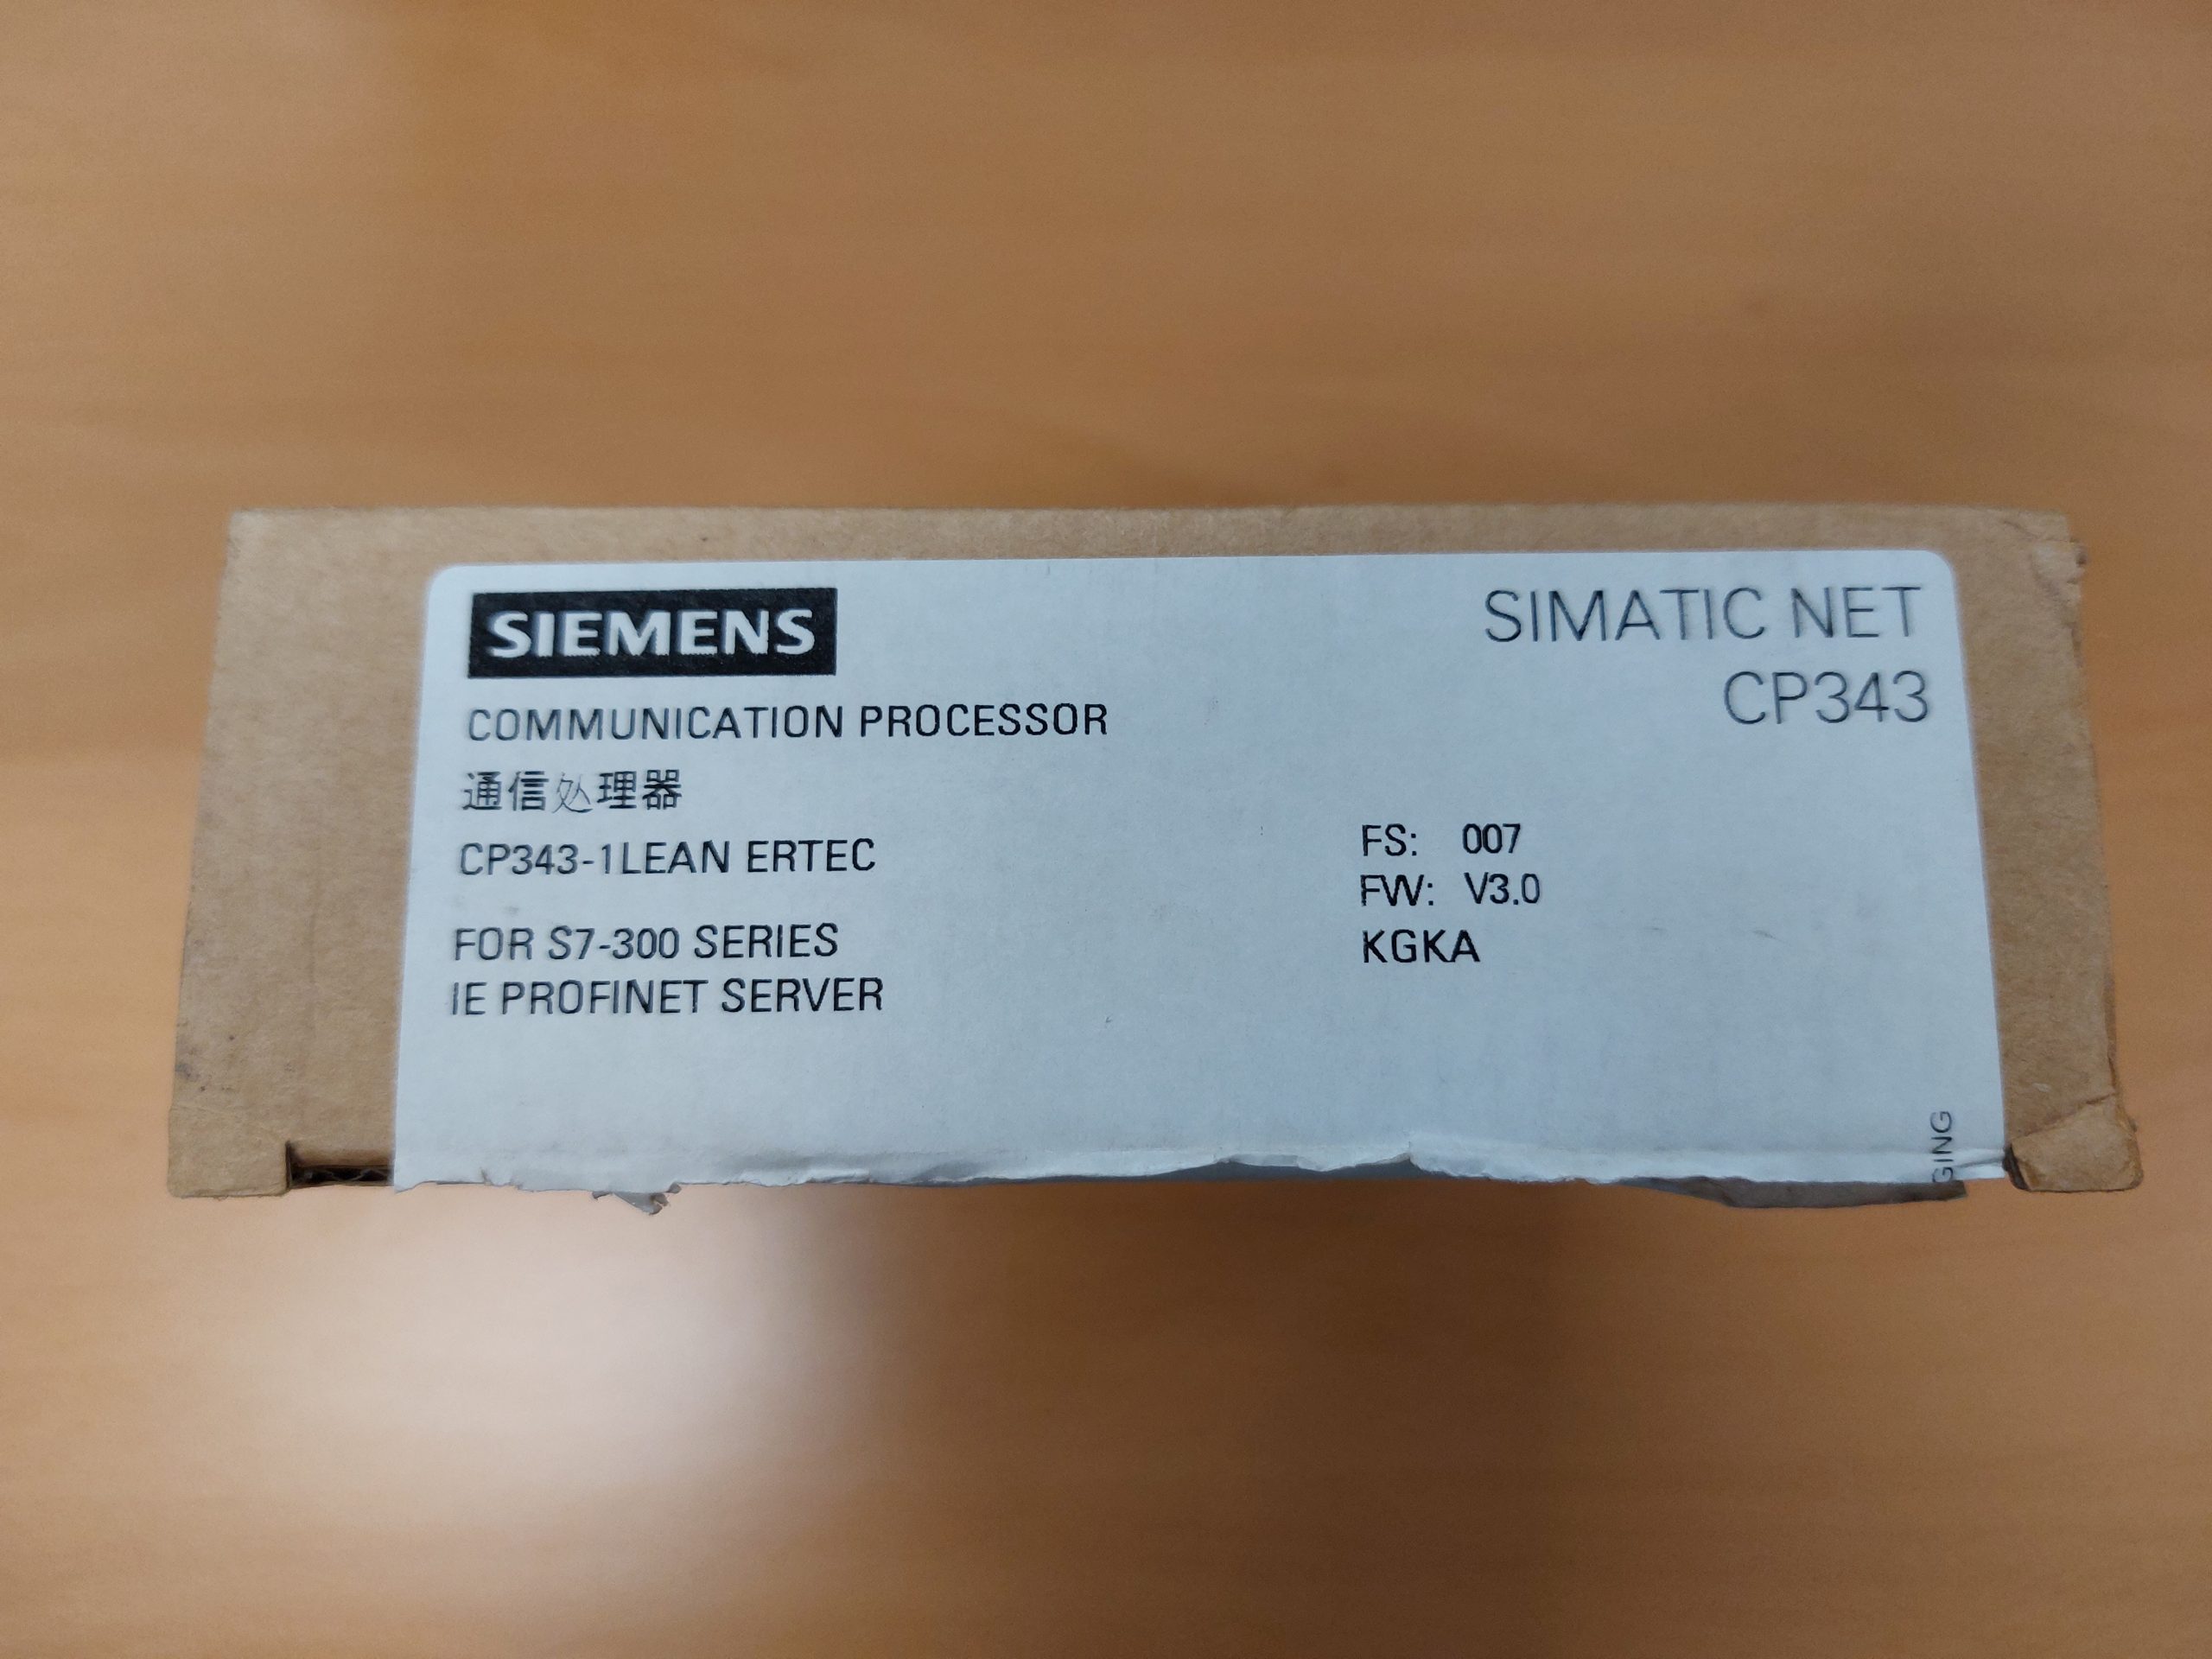 SIEMENS
SIMATIC NET
CP343
COMMUNICATION PROCESSOR
通信处理器
CP343-1LEAN ERTEC
FOR S7-300 SERIES
IE PROFINET SERVER
FS: 007
FW: V3.0
KGKA
GING